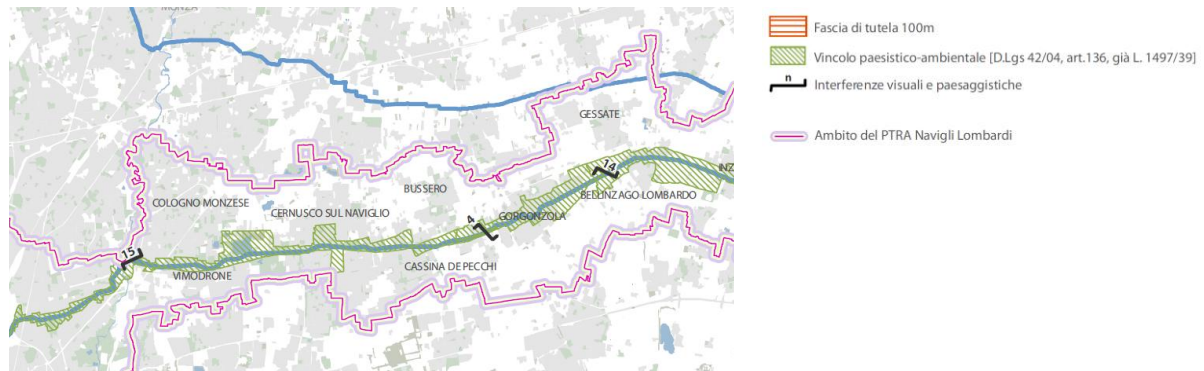 MONZA
GESSATE
INZ
14
BELLINZAGO LOMBARDO
BUSSERO
COLOGNO MONZESE
CERNUSCO SUL NAVIGLIO
GORGONZOLA
4
15
CASSINA DE PECCHI
VIMODRONE
Fascia di tutela 100m
Vincolo paesistico-ambientale [D.Lgs 42/04, art.136, già L. 1497/39]
n
Interferenze visuali e paesaggistiche
Ambito del PTRA Navigli Lombardi